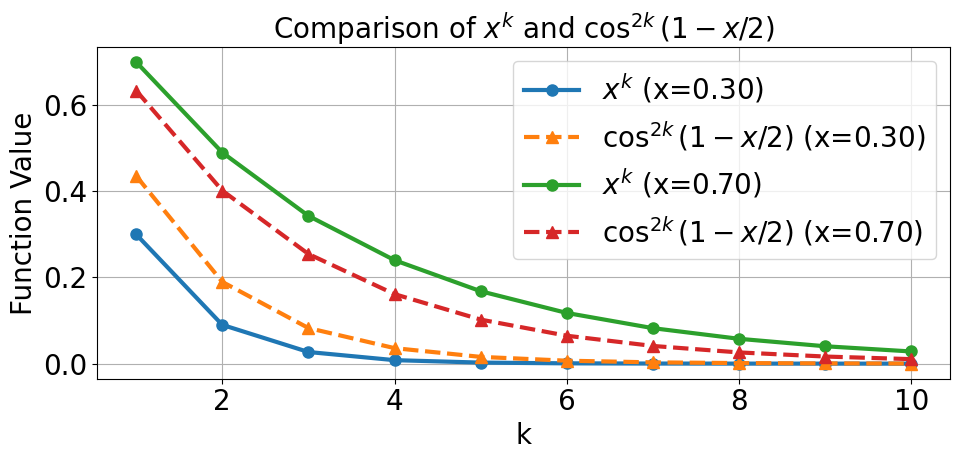 Comparison of $x^k$ and $\cos^{2k}(1 - x/2)$
Function Value
0.6
0.4
0.2
0.0
$x^k$ (x=0.30)
$\cos^{2k}(1 - x/2)$ (x=0.30)
$x^k$ (x=0.70)
$\cos^{2k}(1 - x/2)$ (x=0.70)
2 4 6 8 10
k